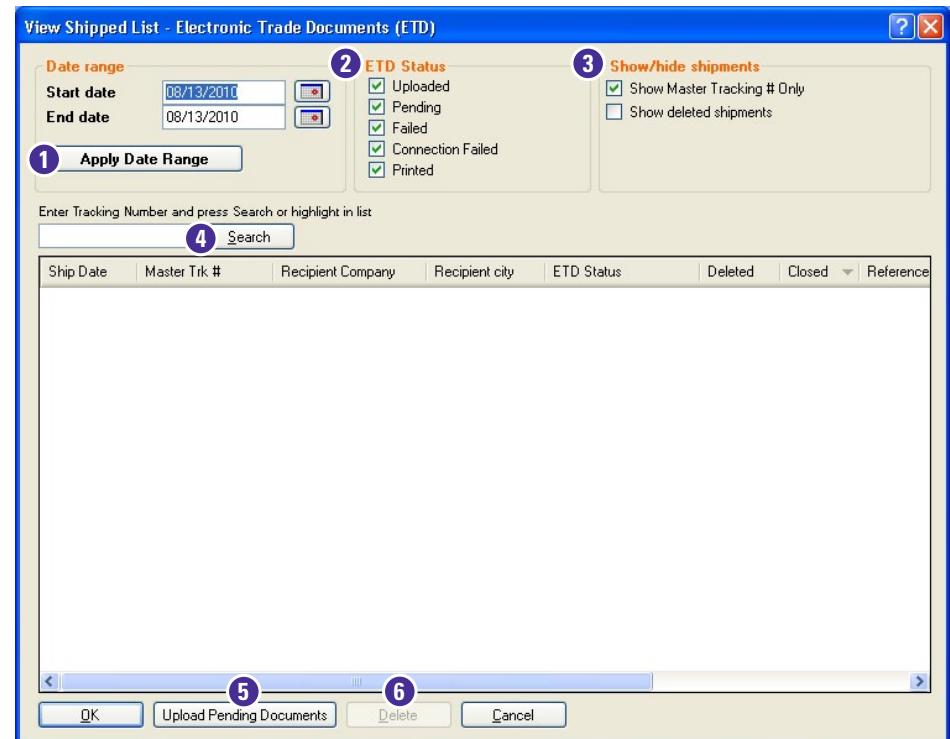 View Shipped List - Electronic Trade Documents (ETD)
Date range
Start date 08/13/2010
End date 08/13/2010
1 Apply Date Range
2 ETD Status
Uploaded
Pending
Failed
Connection Failed
Printed
3 Show/hide shipments
Show Master Tracking # Only
Show deleted shipments
Enter Tracking Number and press Search or highlight in list
4 Search
Ship Date Master Trk # Recipient Company Recipient city ETD Status Deleted Closed Reference
5 6
OK Upload Pending Documents Delete Cancel